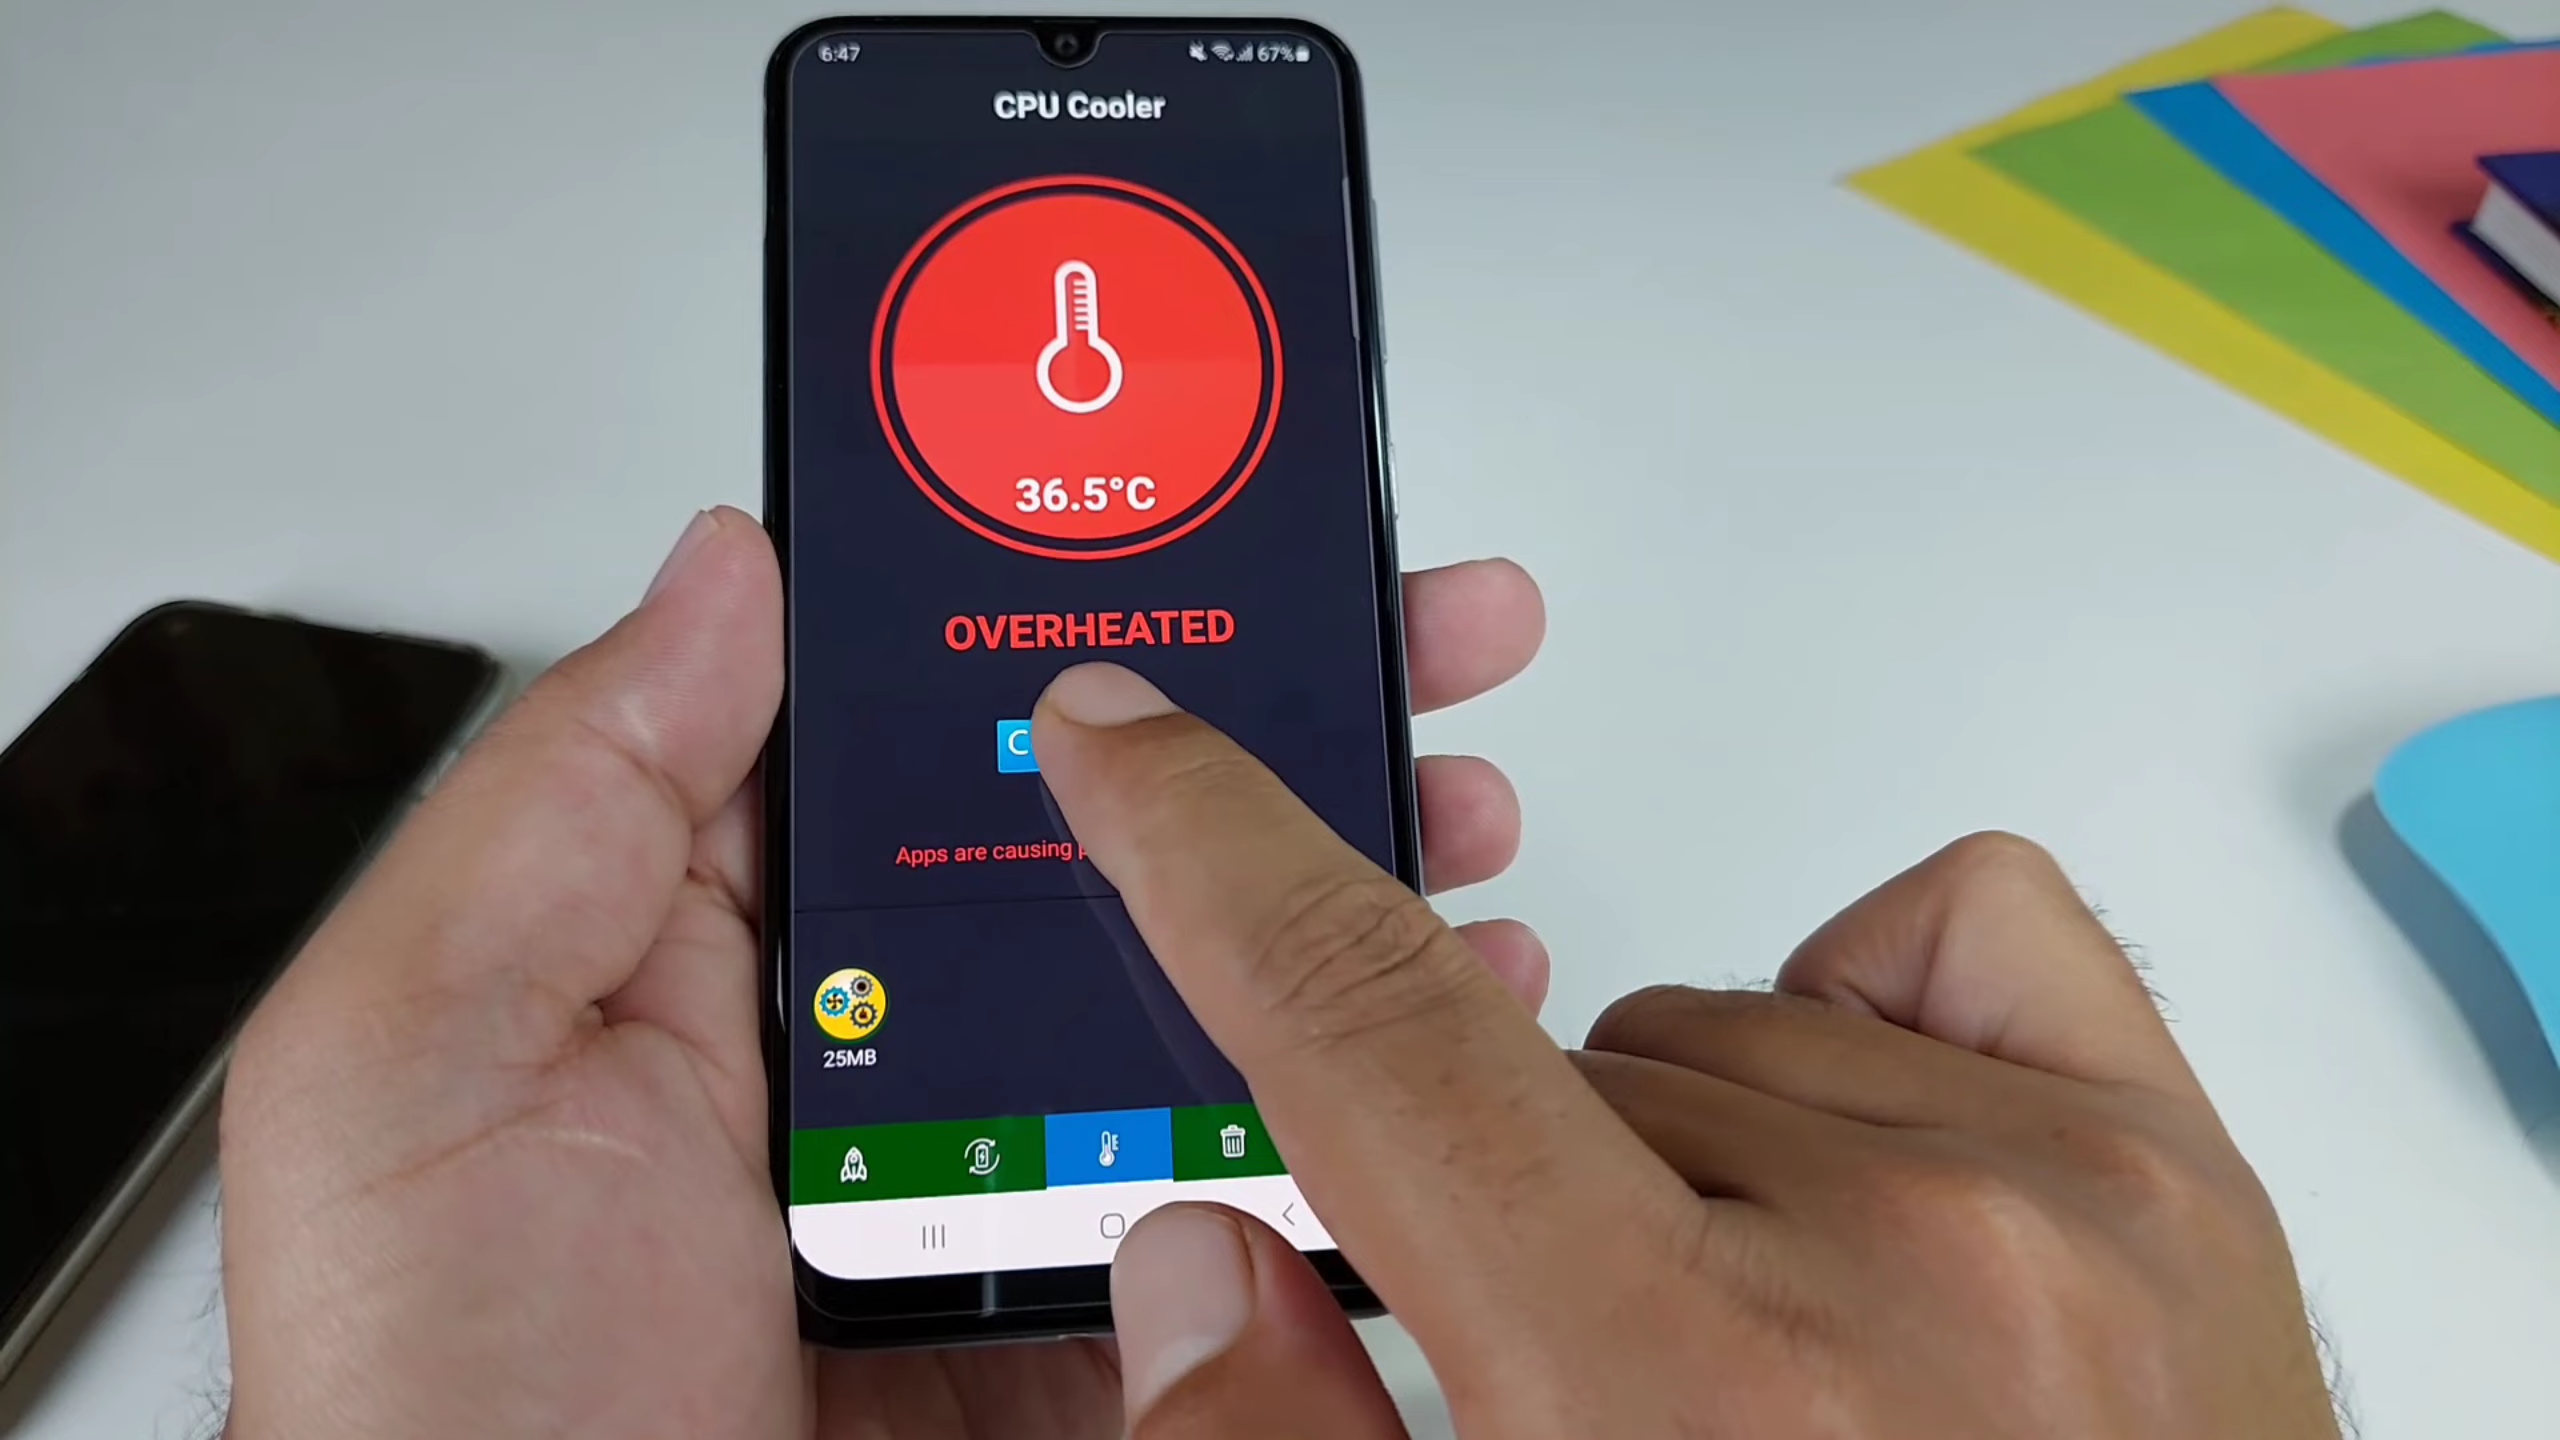 6:47 67%
CPU Cooler
36.5°C
OVERHEATED
C
Apps are causing
25MB